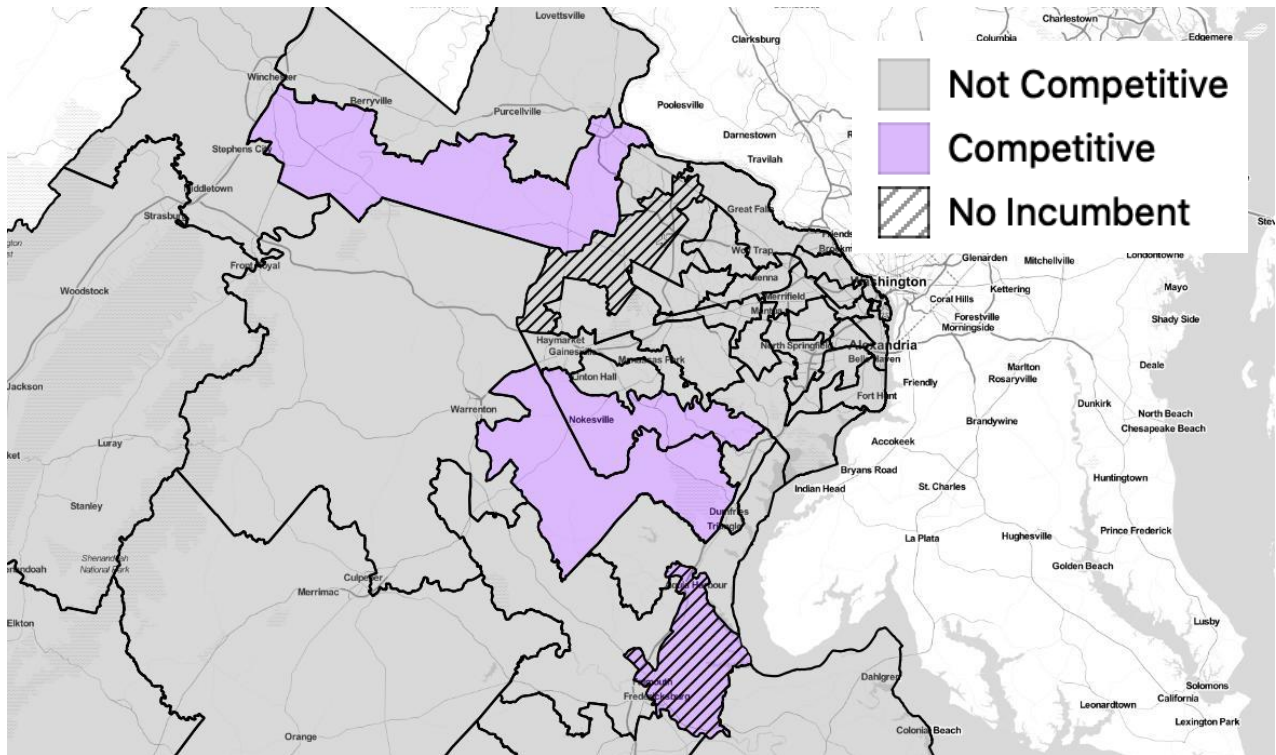 Lovettsville
Charlestown
Columbia
Edgemere
Clarksburg
Not Competitive
Competitive
No Incumbent
Winchester
Berryville
Purcellville
Poolesville
Darnestown
Travilah
Stephens City
Middletown
Strasburg
Great Falls
Wolf Trap
Vienna
Glenarden
Mitchellville
Londontowne
Front Royal
Woodstock
Washington
Kettering
Mayo
Merrifield
Mantua
Coral Hills
Forestville
Morningside
Shady Side
Haymarket
Gainesville
Manassas Park
North Springfield
Alexandria
Belle Haven
Linton Hall
Friendly
Marlton
Rosaryville
Deale
Jackson
Fort Hunt
Warrenton
Nokesville
Brandywine
Dunkirk
North Beach
Chesapeake Beach
Luray
Accokeek
Bryans Road
Indian Head
St. Charles
Huntingtown
Stanley
Dumfries
Triangle
La Plata
Hughesville
Prince Frederick
Shenandoah
National Park
Golden Beach
Culpeper
Merrimac
Elkton
Lusby
Dahlgren
Falmouth
Fredericksburg
Solomons
California
Leonardtown
Lexington Park
Orange
Colonial Beach